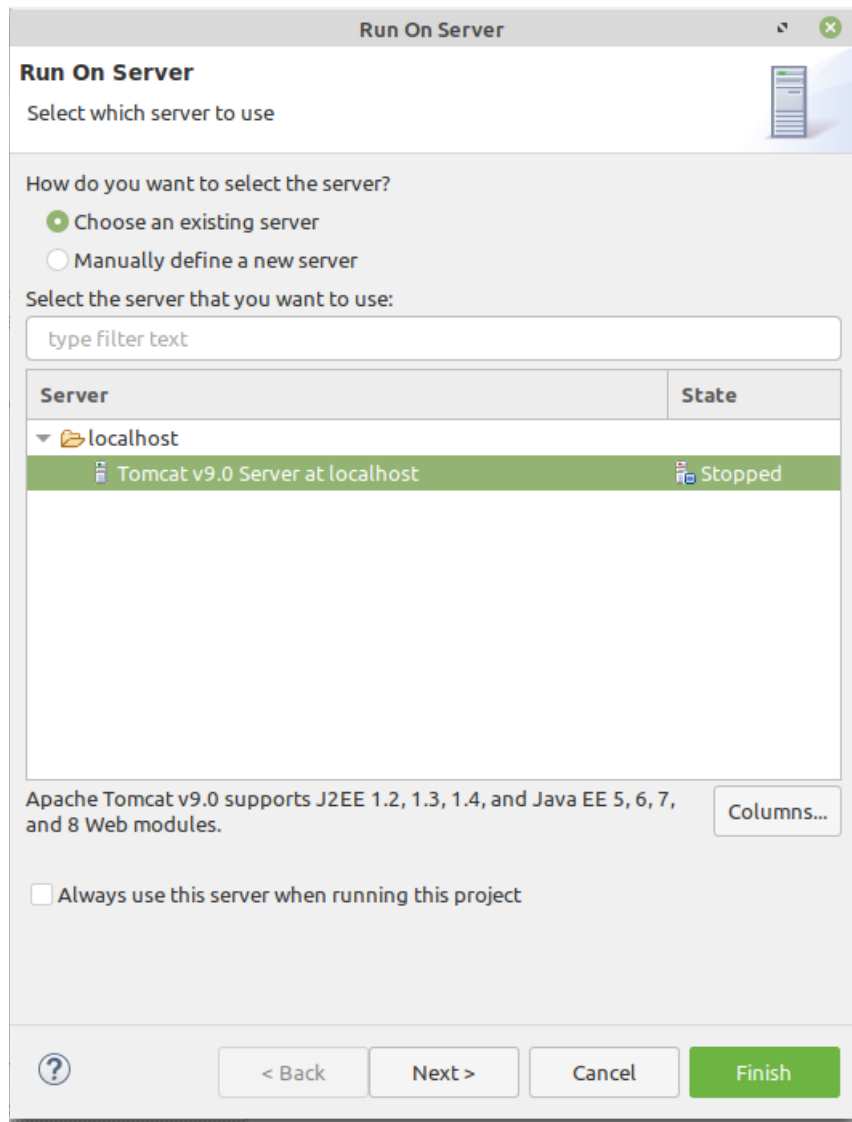 Run On Server
Run On Server
Select which server to use
How do you want to select the server?
Choose an existing server
Manually define a new server
Select the server that you want to use:
type filter text
Server State
localhost
Tomcat v9.0 Server at localhost Stopped
Apache Tomcat v9.0 supports J2EE 1.2, 1.3, 1.4, and Java EE 5, 6, 7,
and 8 Web modules.
Columns...
Always use this server when running this project
? < Back Next > Cancel Finish